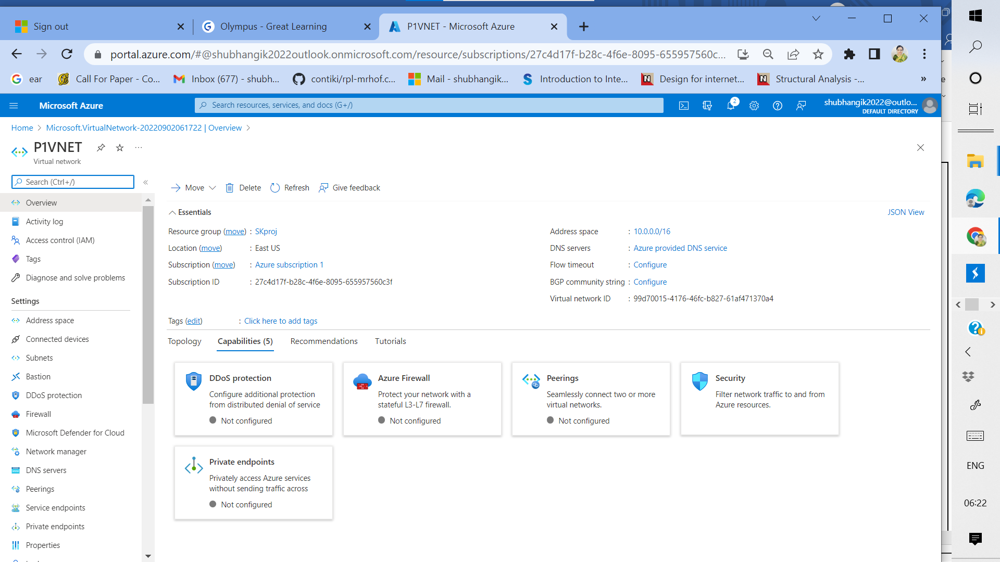 Sign out
Olympus - Great Learning
P1VNET - Microsoft Azure
portal.azure.com/#@shubhangik2022outlook.onmicrosoft.com/resource/subscriptions/27c4d17f-b28c-4f6e-8095-655957560c...
ear
Call For Paper - Co...
Inbox (677) - shubh...
contiki/rpl-mrhof.c...
Mail - shubhangik...
Introduction to Inte...
Design for internet...
Structural Analysis -...
»
Microsoft Azure
Search resources, services, and docs (G+/)
2
shubhangik2022@outlo...
DEFAULT DIRECTORY
Home > Microsoft.VirtualNetwork-20220902061722 | Overview >
P1VNET
...
Virtual network
Search (Ctrl+/)
«
Move
Delete
Refresh
Give feedback
Overview
Activity log
Access control (IAM)
Tags
Diagnose and solve problems
Settings
Address space
Connected devices
Subnets
Bastion
DDoS protection
Firewall
Microsoft Defender for Cloud
Network manager
DNS servers
Peerings
Service endpoints
Private endpoints
Properties
Essentials
JSON View
Resource group (move) : SKproj
Location (move) : East US
Subscription (move) : Azure subscription 1
Subscription ID : 27c4d17f-b28c-4f6e-8095-655957560c3f
Address space : 10.0.0.0/16
DNS servers : Azure provided DNS service
Flow timeout : Configure
BGP community string : Configure
Virtual network ID : 99d70015-4176-46fc-b827-61af471370a4
Tags (edit) : Click here to add tags
Topology
Capabilities (5)
Recommendations
Tutorials
DDoS protection
Configure additional protection
from distributed denial of service
Not configured
Azure Firewall
Protect your network with a
stateful L3-L7 firewall.
Not configured
Peerings
Seamlessly connect two or more
virtual networks.
Not configured
Security
Filter network traffic to and from
Azure resources.
Private endpoints
Privately access Azure services
without sending traffic across
Not configured
ENG
06:22